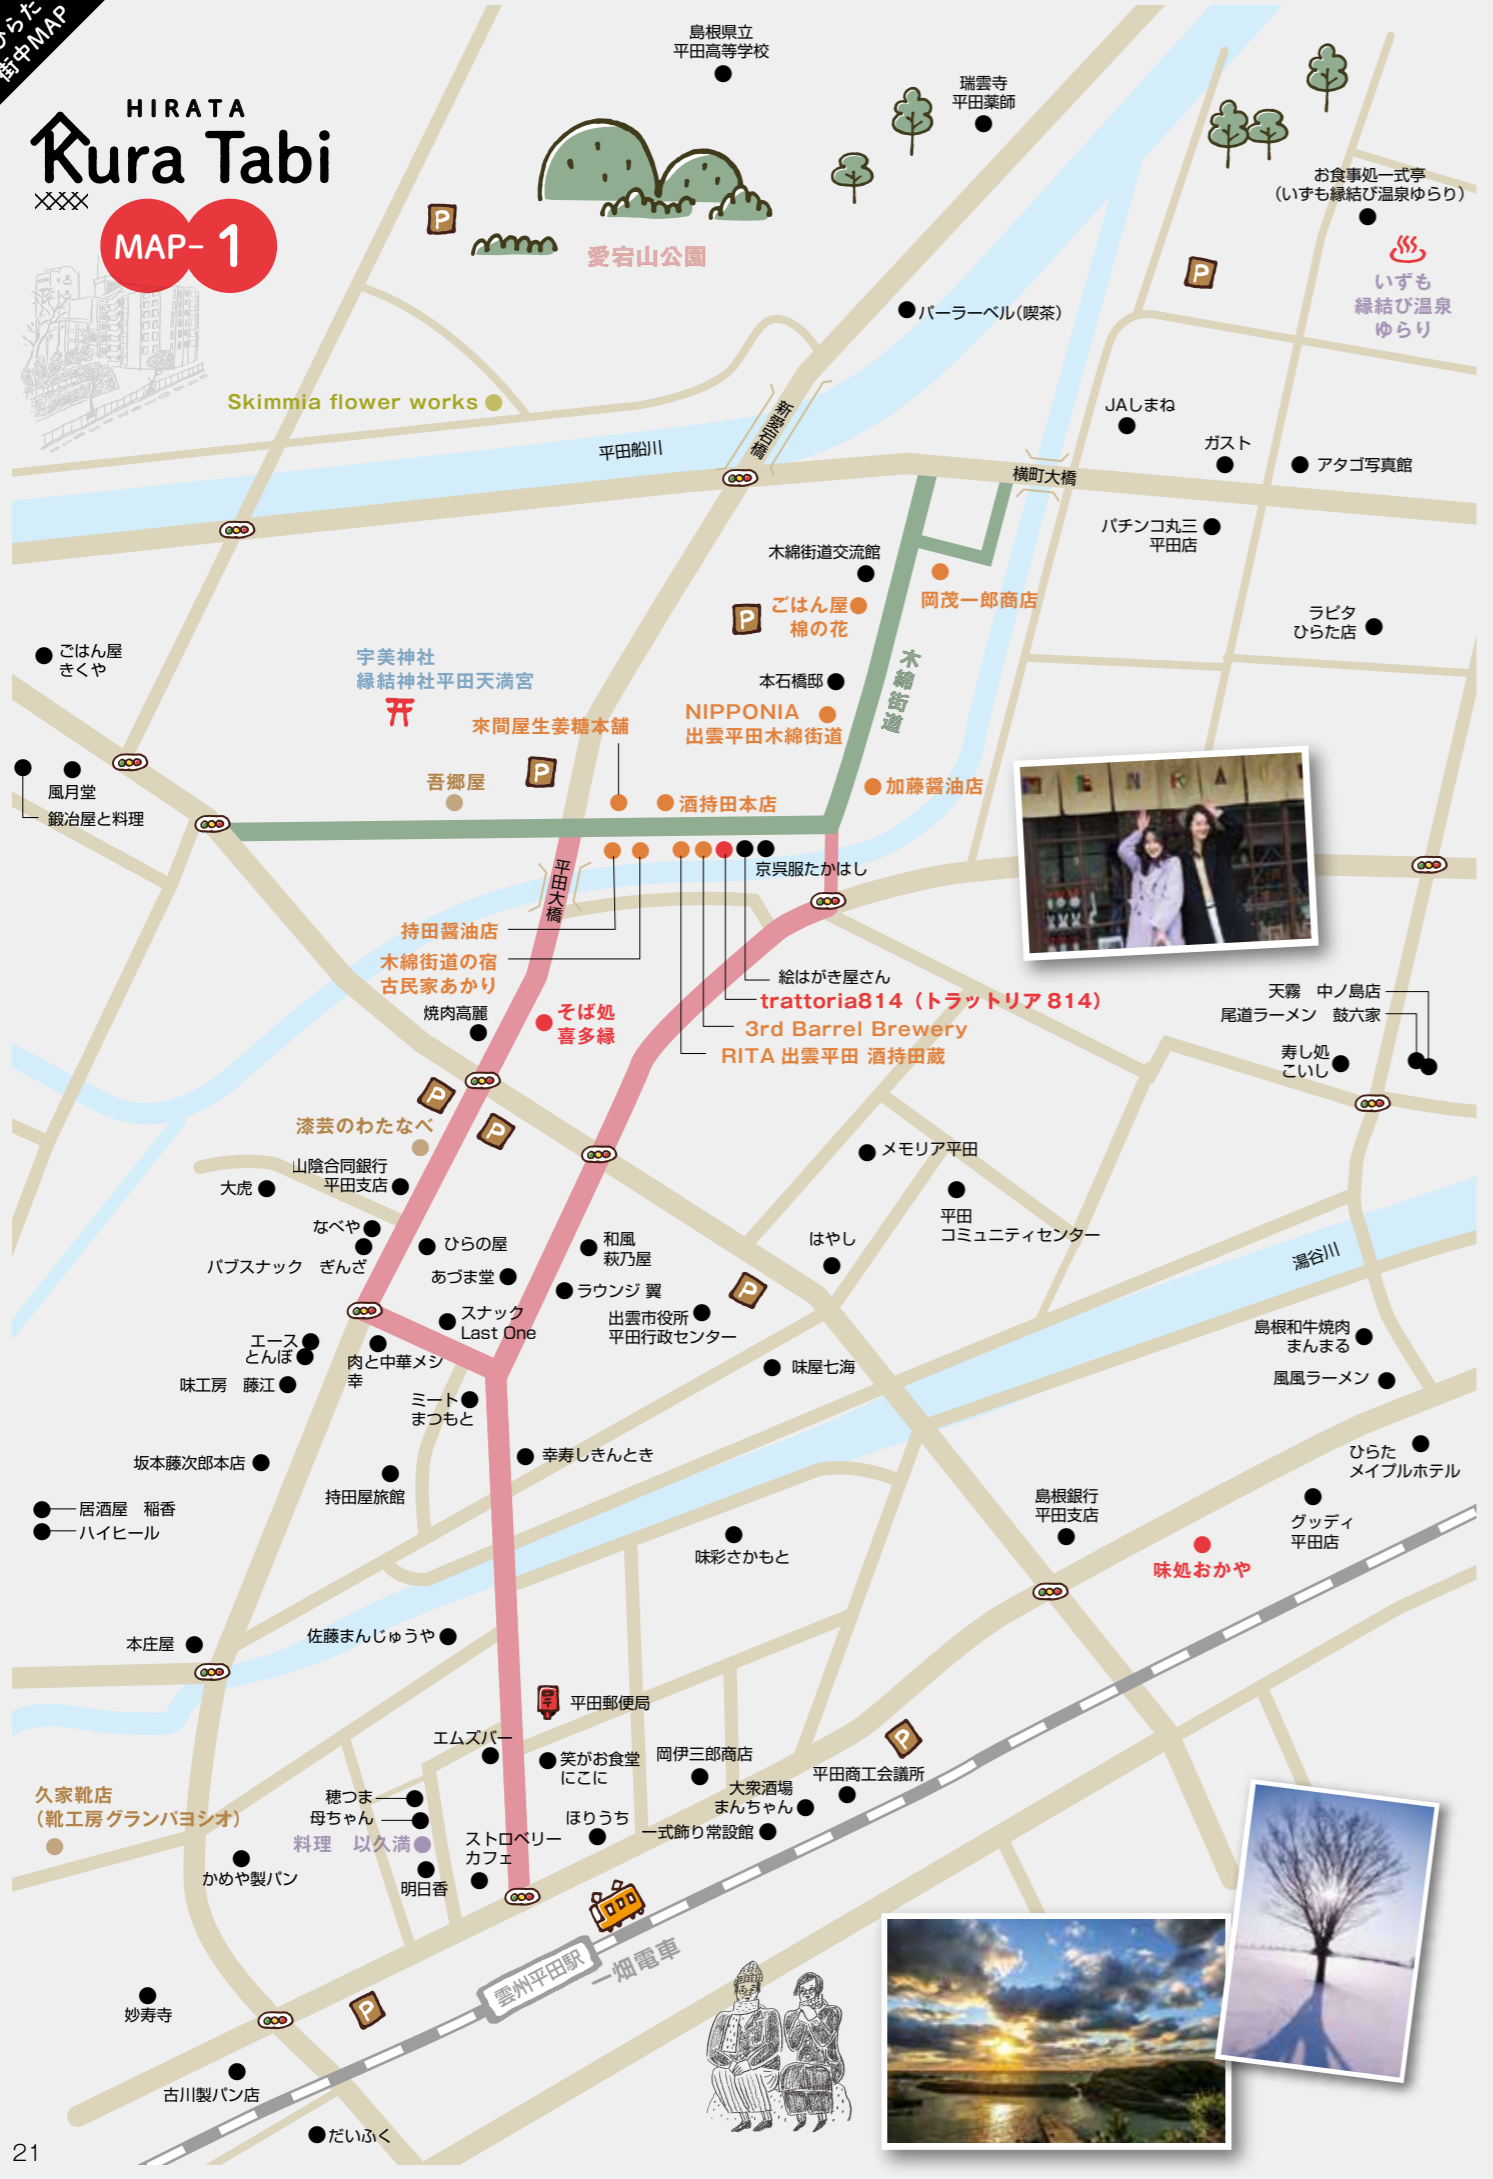 ひらた
街中MAP
HIRATA
Kura Tabi
MAP-1
島根県立
平田高等学校
瑞雲寺
平田薬師
お食事処一式亭
（いずも縁結び温泉ゆらり）
いずも
縁結び温泉
ゆらり
P
愛宕山公園
P
パーラーベル（喫茶）
Skimmia flower works
新愛宕橋
平田船川
JAしまね
ガスト
アタゴ写真館
横町大橋
パチンコ丸三
平田店
木綿街道交流館
ごはん屋
棉の花
P
岡茂一郎商店
ラピタ
ひらた店
ごはん屋
きくや
宇美神社
縁結神社平田天満宮
本石橋邸
木綿街道
NIPPONIA
出雲平田木綿街道
來間屋生姜糖本舗
P
吾郷屋
酒持田本店
加藤醤油店
風月堂
鍛冶屋と料理
平田大橋
京呉服たかはし
持田醤油店
木綿街道の宿
古民家あかり
絵はがき屋さん
trattoria814（トラットリア 814）
3rd Barrel Brewery
RITA 出雲平田 酒持田蔵
焼肉高麗
そば処
喜多縁
天霧　中ノ島店
尾道ラーメン　鼓六家
寿し処
こいし
P
P
漆芸のわたなべ
山陰合同銀行
平田支店
大虎
メモリア平田
平田
コミュニティセンター
なべや
パブスナック　ぎんざ
ひらの屋
あづま堂
和風
萩乃屋
ラウンジ 翼
はやし
P
湯谷川
スナック
Last One
出雲市役所
平田行政センター
エース
とんぼ
肉と中華メシ
幸
味工房　藤江
ミート
まつもと
味屋七海
島根和牛焼肉
まんまる
風風ラーメン
坂本藤次郎本店
持田屋旅館
幸寿しきんとき
ひらた
メイプルホテル
居酒屋　稲香
ハイヒール
島根銀行
平田支店
グッディ
平田店
味彩さかもと
味処おかや
本庄屋
佐藤まんじゅうや
平田郵便局
エムズバー
笑がお食堂
にこに
岡伊三郎商店
P
平田商工会議所
大衆酒場
まんちゃん
穂つま
母ちゃん
料理　以久満
ほりうち
一式飾り常設館
久家靴店
（靴工房グランパヨシオ）
かめや製パン
ストロベリー
カフェ
明日香
雲州平田駅
一畑電車
妙寿寺
P
古川製パン店
だいふく
21